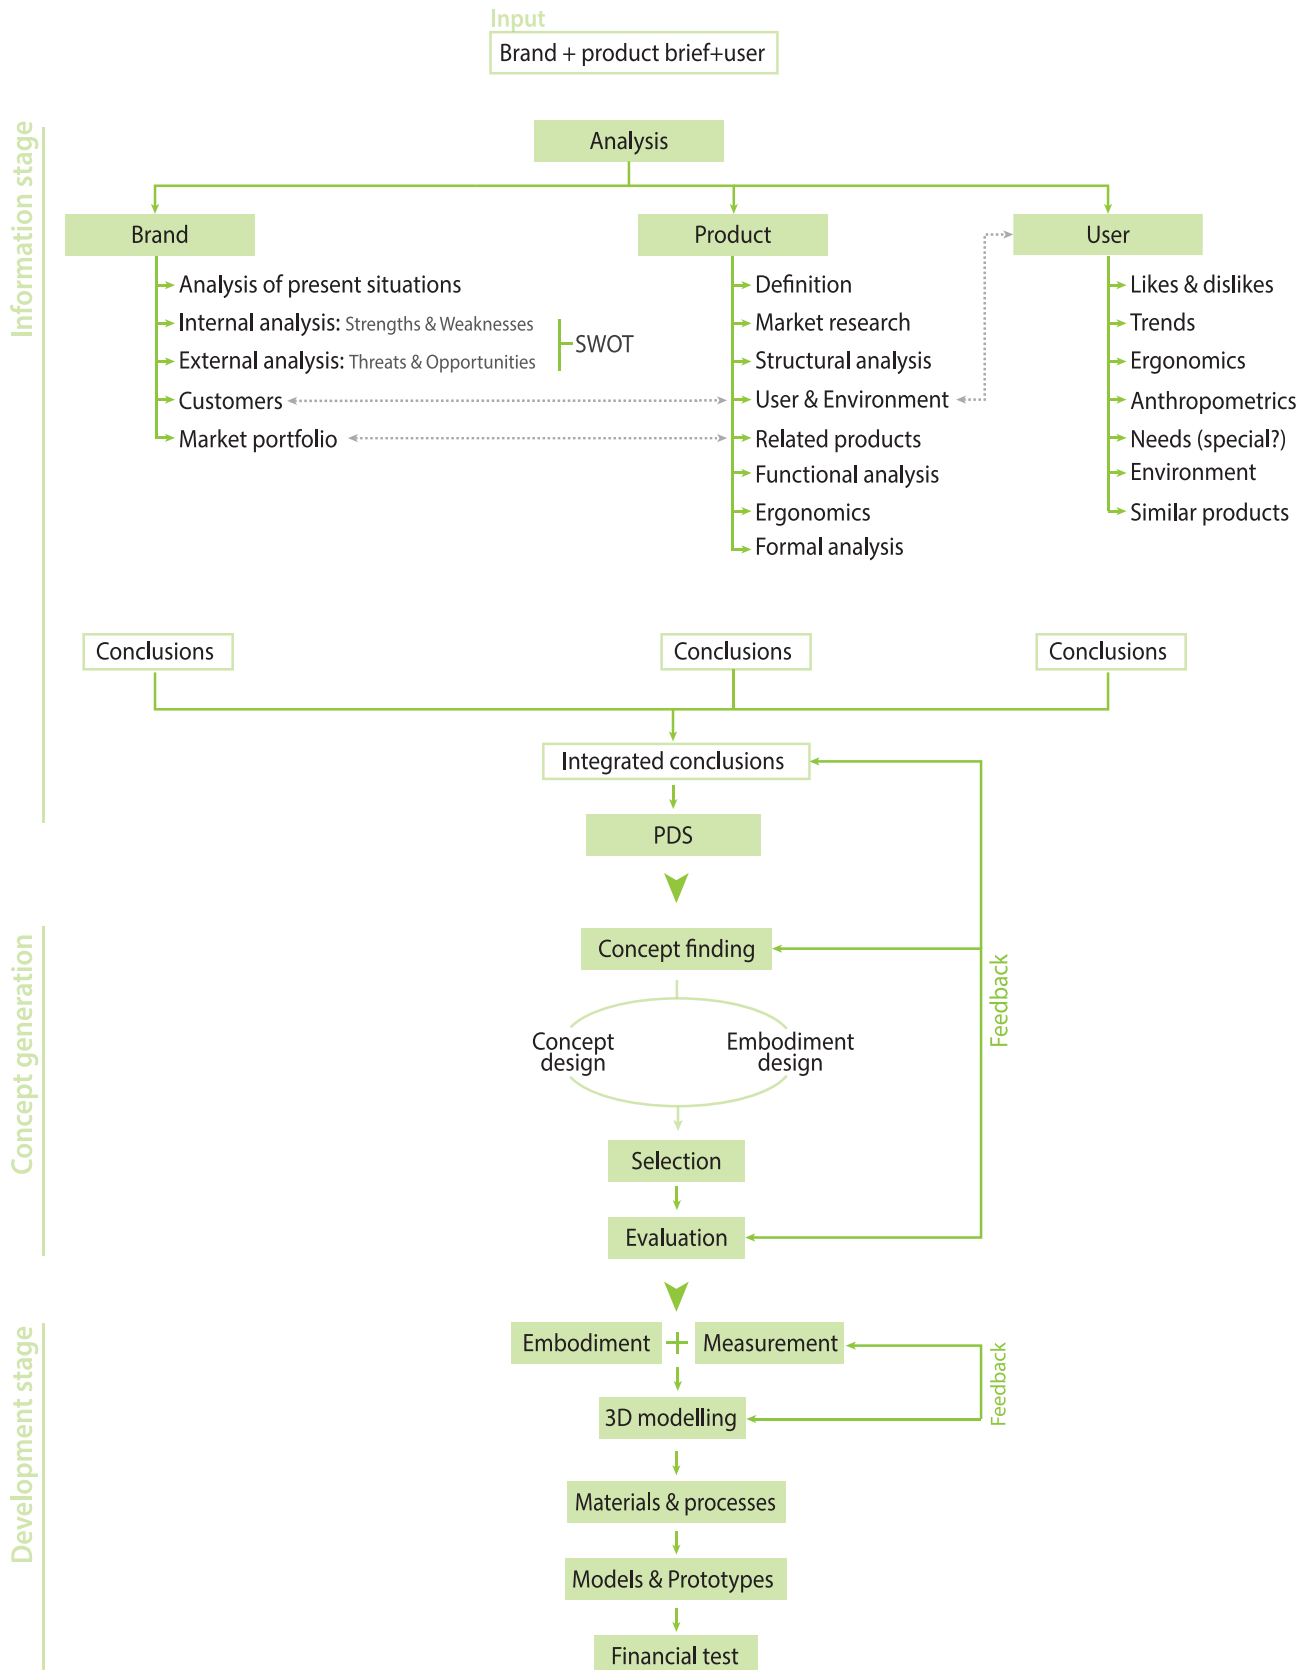 Input
Brand + product brief+user
Information stage
Analysis
Brand
Product
User
Analysis of present situations
Internal analysis: Strengths & Weaknesses
External analysis: Threats & Opportunities
SWOT
Customers
Market portfolio
Definition
Market research
Structural analysis
User & Environment
Related products
Functional analysis
Ergonomics
Formal analysis
Likes & dislikes
Trends
Ergonomics
Anthropometrics
Needs (special?)
Environment
Similar products
Conclusions
Conclusions
Conclusions
Integrated conclusions
PDS
Concept generation
Concept finding
Concept
design
Embodiment
design
Feedback
Selection
Evaluation
Development stage
Embodiment + Measurement
Feedback
3D modelling
Materials & processes
Models & Prototypes
Financial test